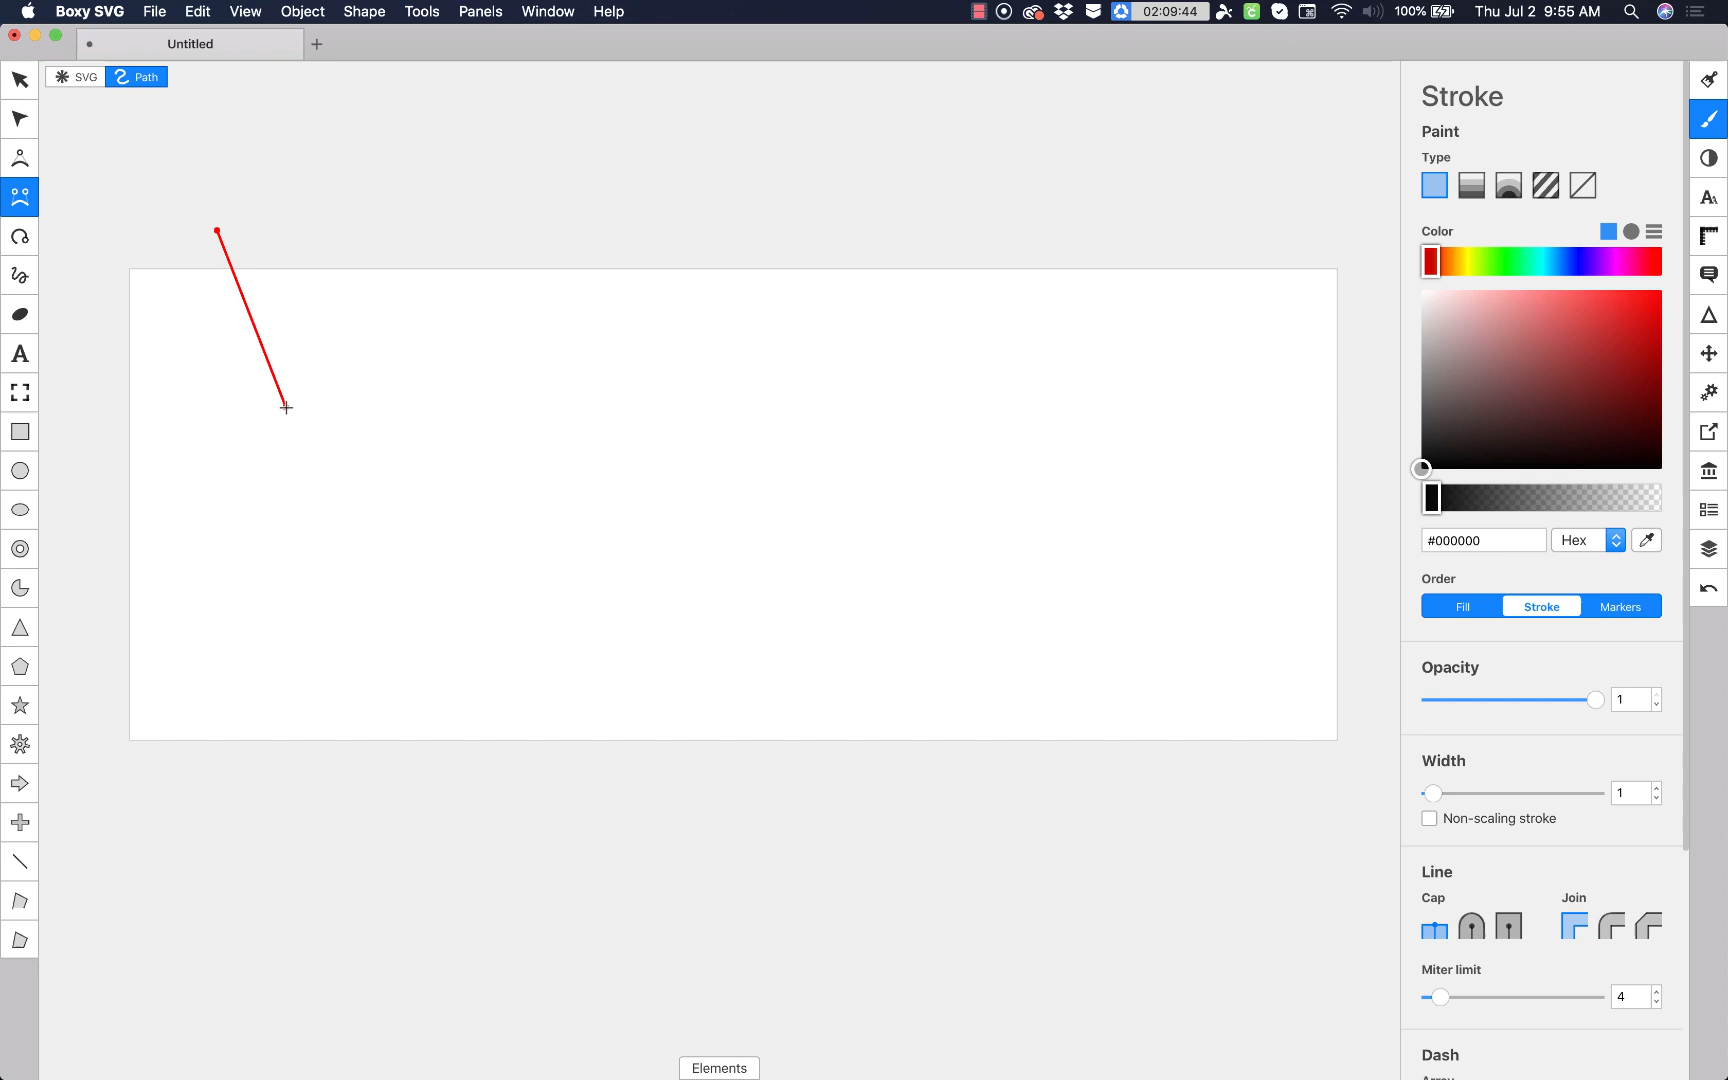 Boxy SVG File Edit View Object Shape Tools Panels Window Help 02:09:44 100% Thu Jul 2 9:55 AM
Untitled
SVG Path
Stroke
Paint
Type
Color
#000000 Hex
Order
Fill Stroke Markers
Opacity
1
Width
1
Non-scaling stroke
Line
Cap Join
Miter limit
4
Dash
Elements